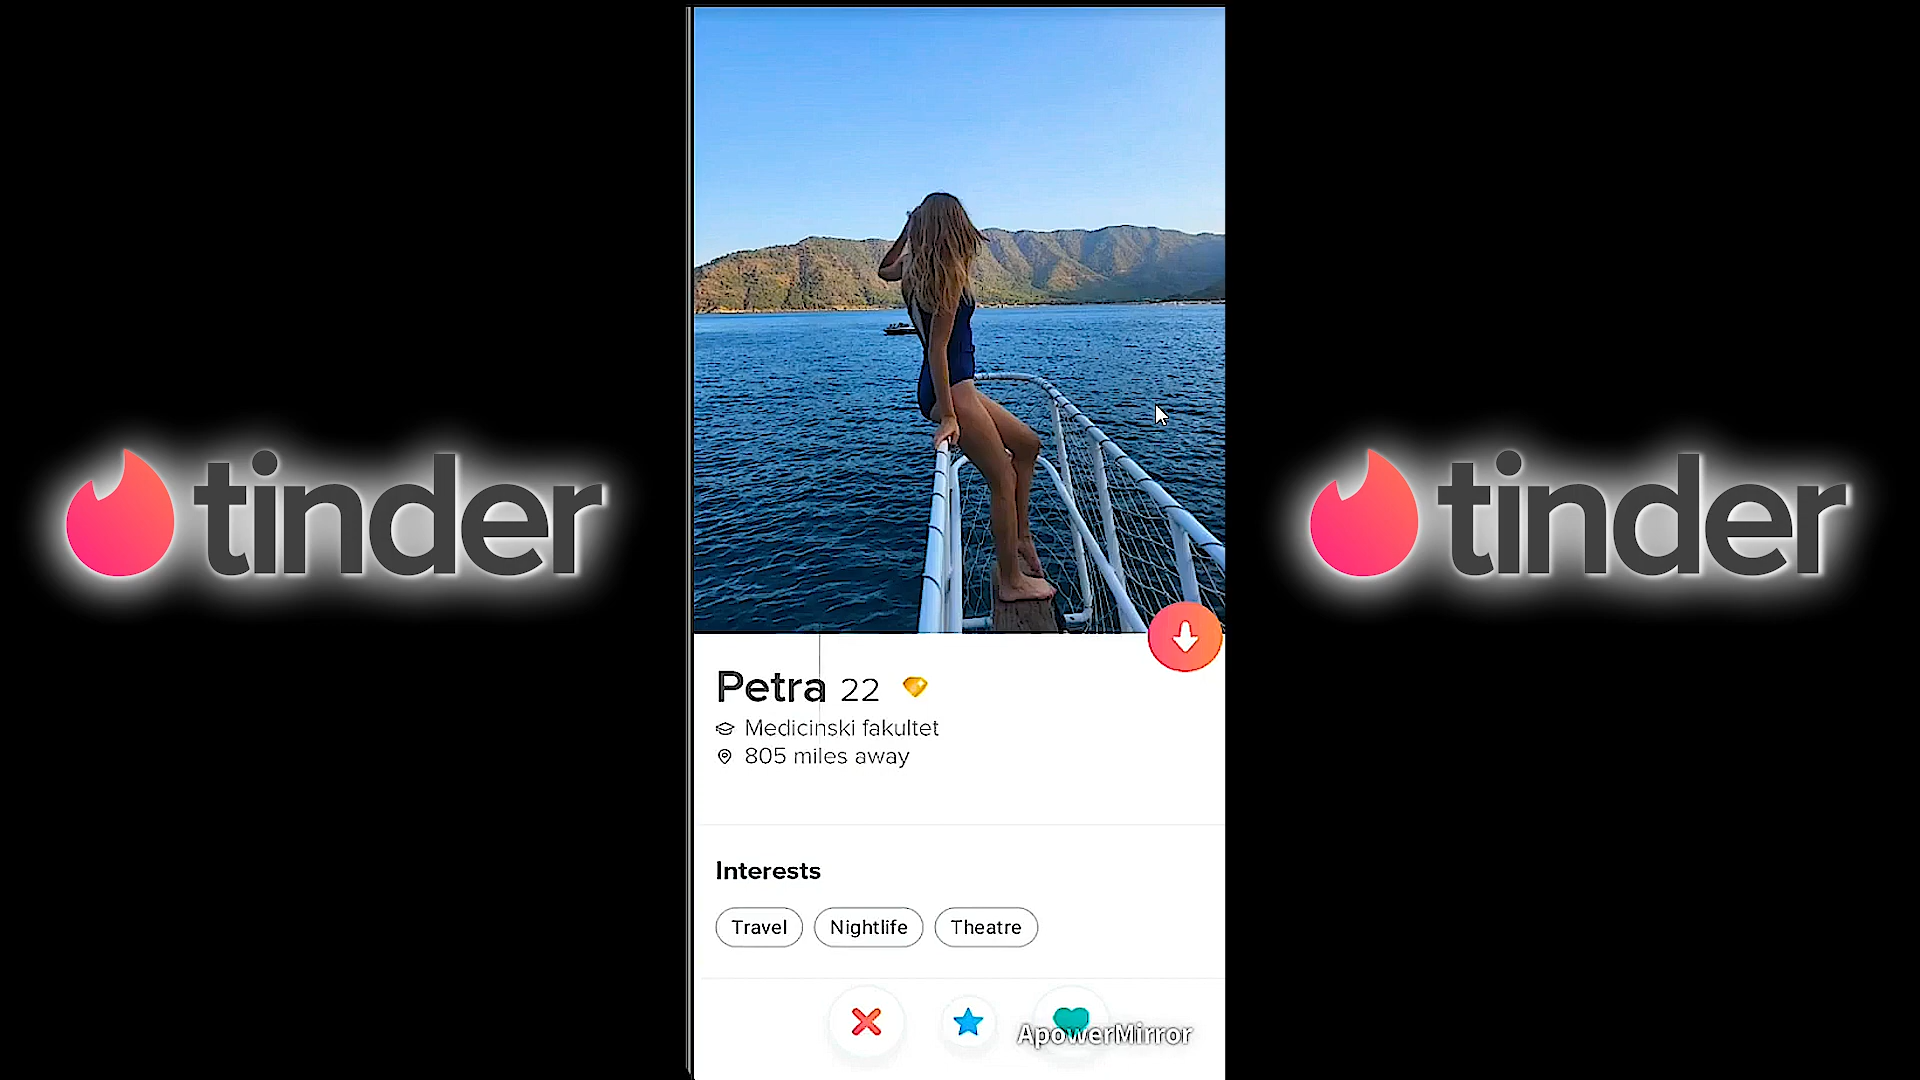 tinder
Petra 22
Medicinski fakultet
805 miles away
Interests
Travel Nightlife Theatre
ApowerMirror
tinder